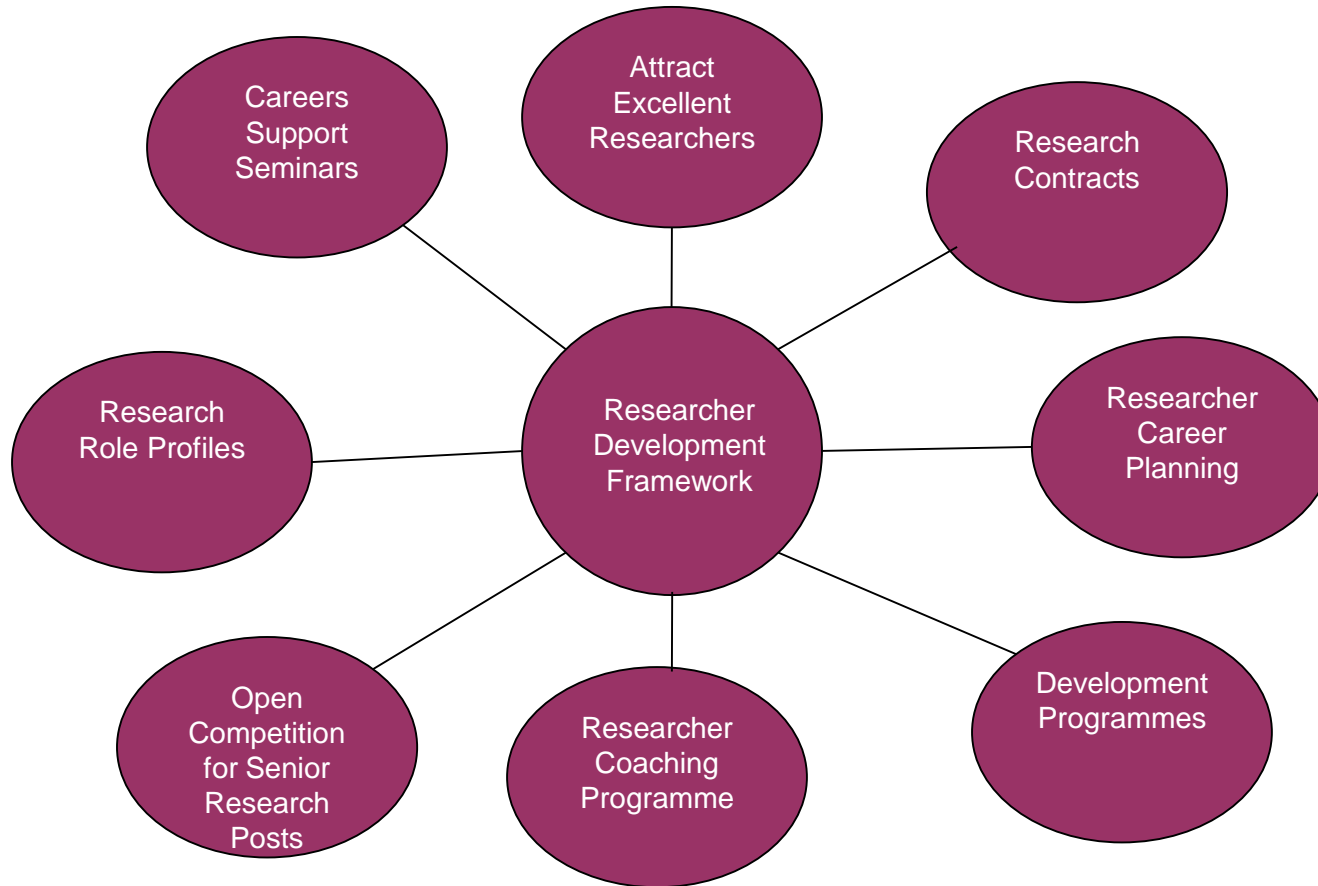 Careers
Support
Seminars
Attract
Excellent
Researchers
Research
Contracts
Research
Role Profiles
Researcher
Development
Framework
Researcher
Career
Planning
Open
Competition
for Senior
Research
Posts
Researcher
Coaching
Programme
Development
Programmes